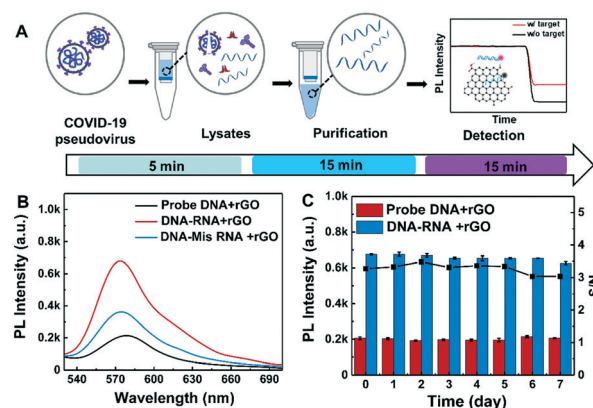 A
w/ target
w/o target
PL Intensity
Time
COVID-19
pseudovirus
Lysates
Purification
Detection
5 min
15 min
15 min
B
1.0k
0.8k
0.6k
0.4k
0.2k
0.0
PL Intensity (a.u.)
Probe DNA+rGO
DNA-RNA+rGO
DNA-Mis RNA +rGO
540
570
600
630
660
690
Wavelength (nm)
C
1.0k
0.8k
0.6k
0.4k
0.2k
0.0
PL Intensity (a.u.)
Probe DNA+rGO
DNA-RNA +rGO
5
4
3
2
1
0
S/N
0 1 2 3 4 5 6 7
Time (day)